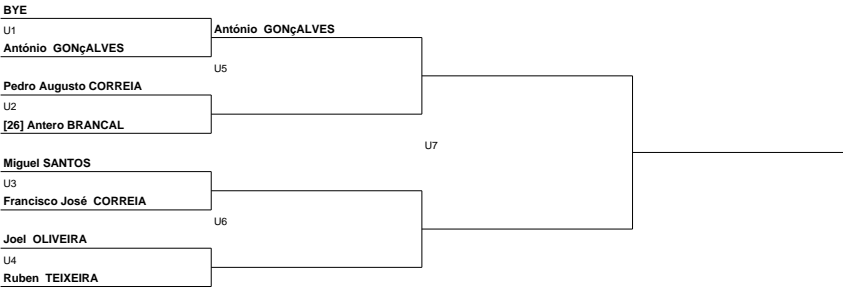 BYE
U1
António GONçALVES
António GONçALVES
U5
Pedro Augusto CORREIA
U2
[26] Antero BRANCAL
U7
Miguel SANTOS
U3
Francisco José CORREIA
U6
Joel OLIVEIRA
U4
Ruben TEIXEIRA